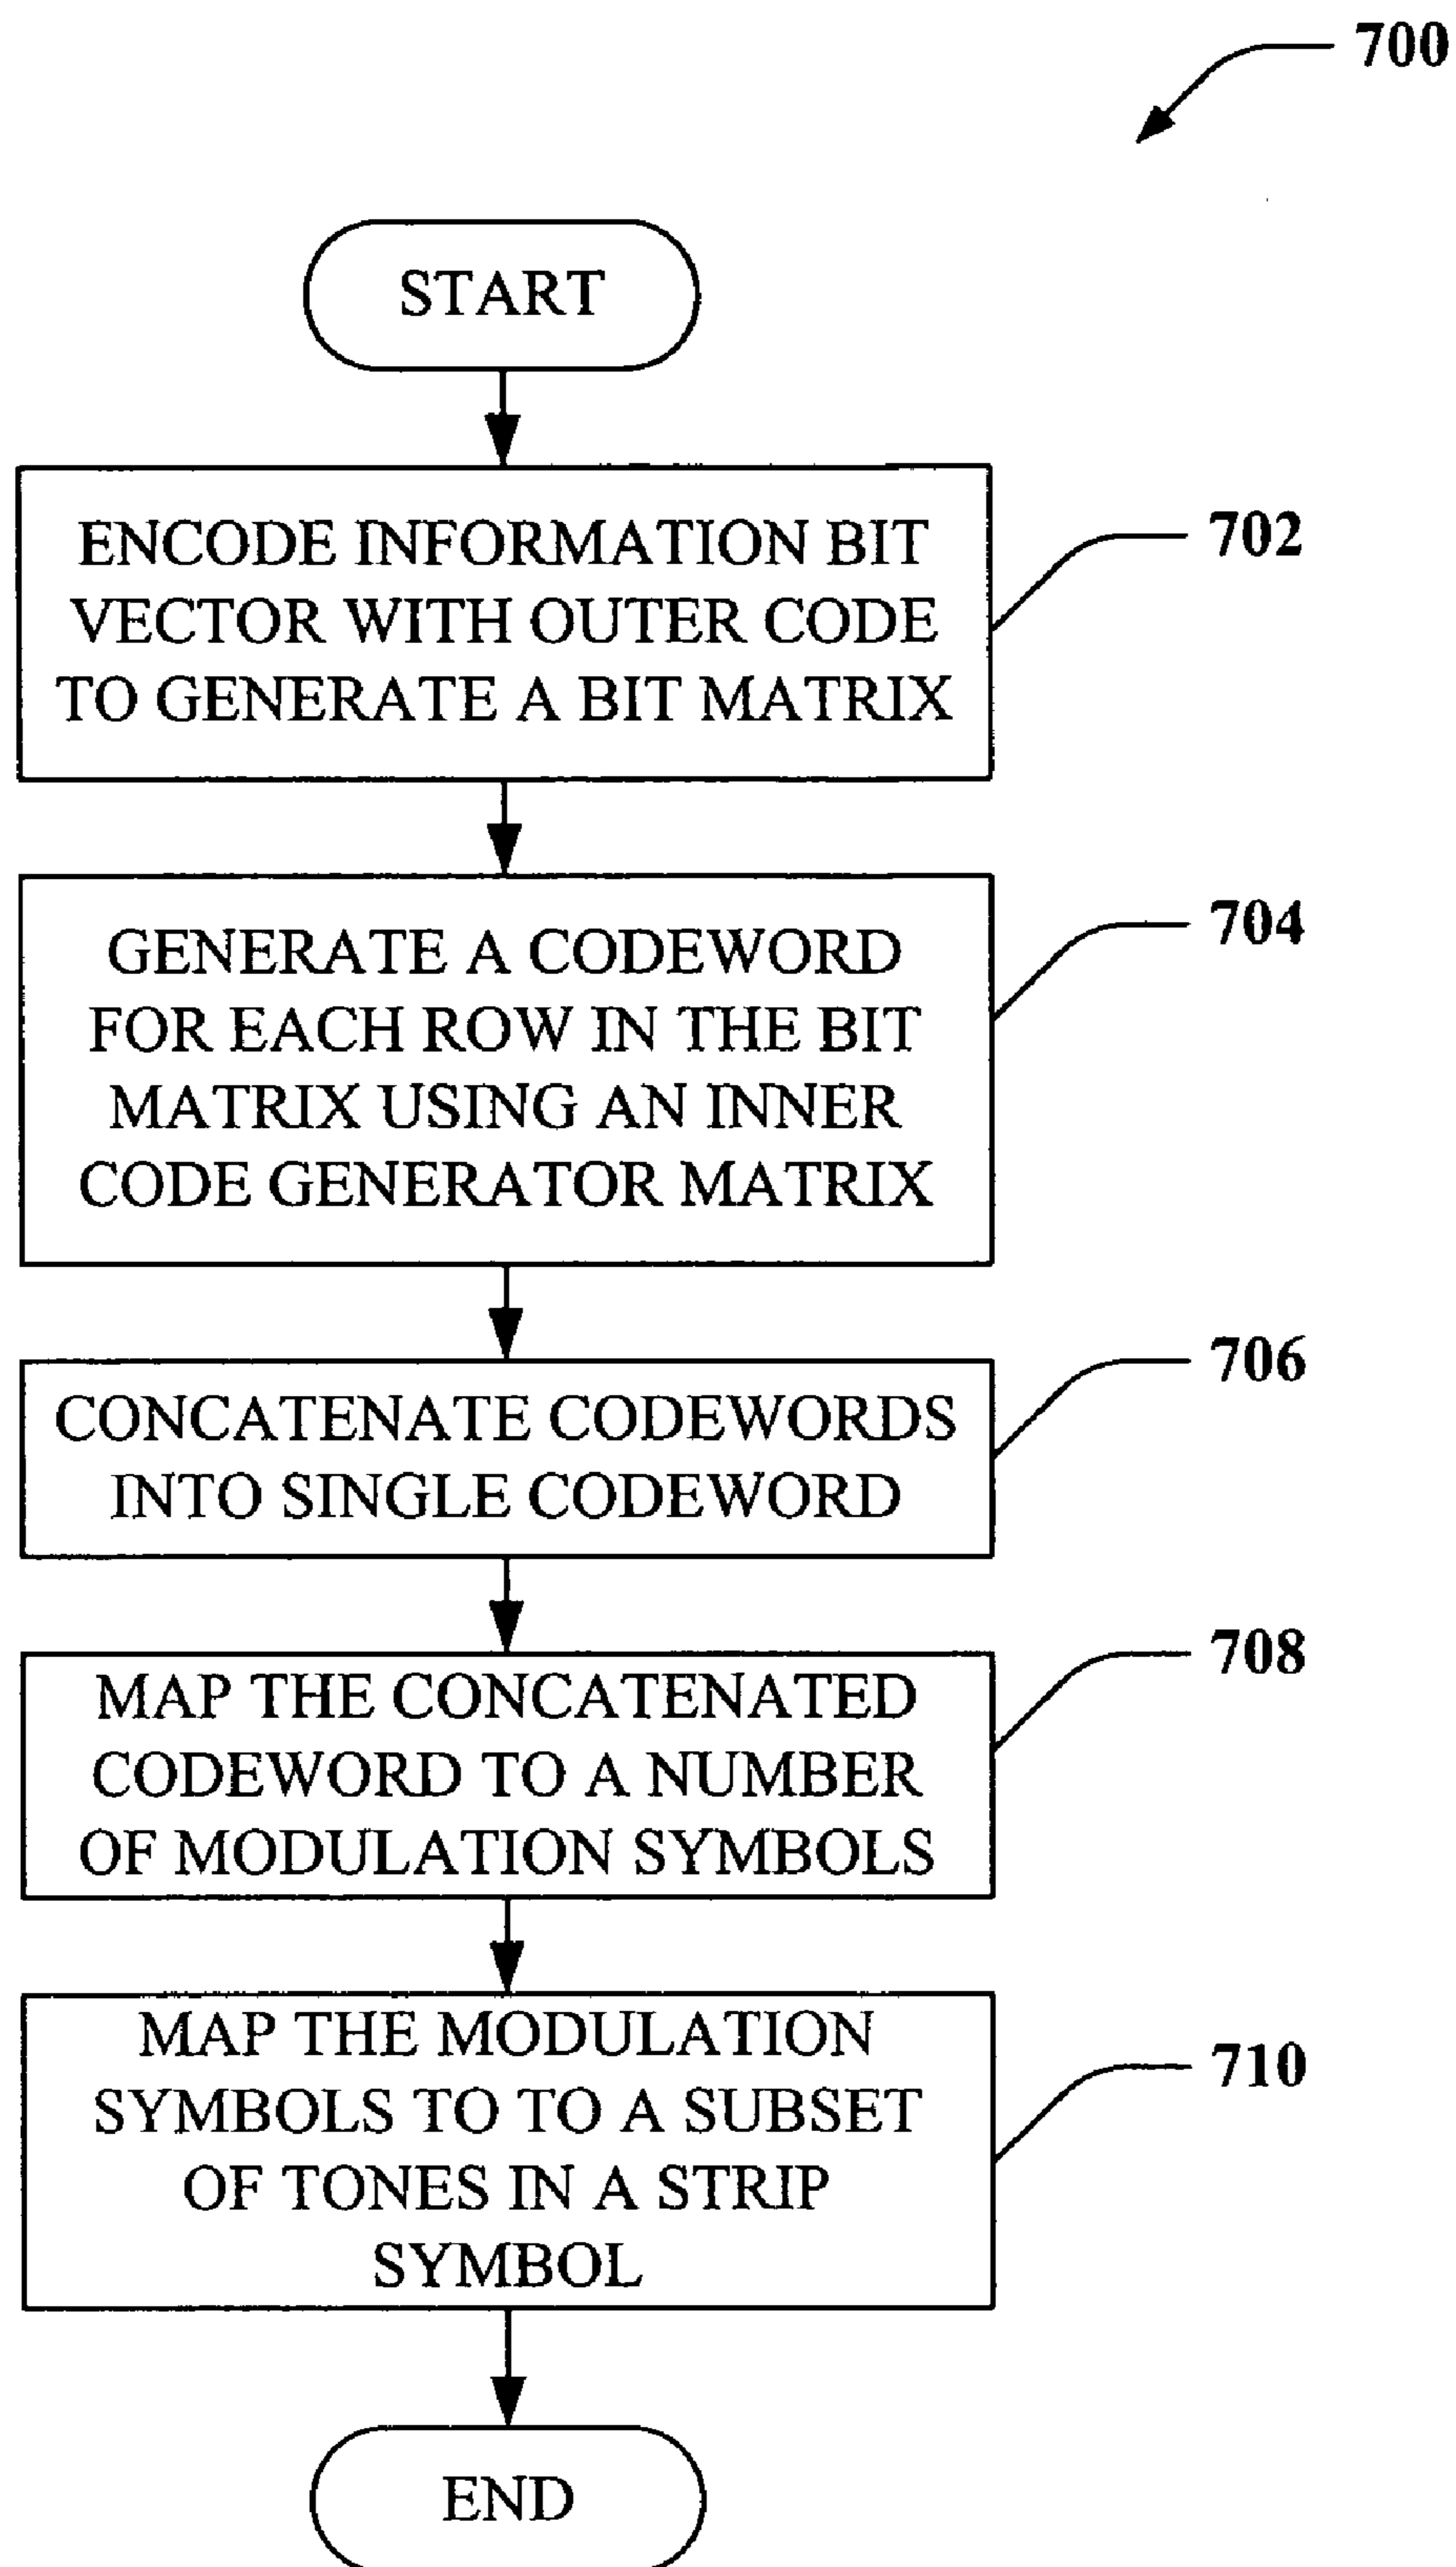 700
START
ENCODE INFORMATION BIT
VECTOR WITH OUTER CODE
TO GENERATE A BIT MATRIX
702
GENERATE A CODEWORD
FOR EACH ROW IN THE BIT
MATRIX USING AN INNER
CODE GENERATOR MATRIX
704
CONCATENATE CODEWORDS
INTO SINGLE CODEWORD
706
MAP THE CONCATENATED
CODEWORD TO A NUMBER
OF MODULATION SYMBOLS
708
MAP THE MODULATION
SYMBOLS TO TO A SUBSET
OF TONES IN A STRIP
SYMBOL
710
END